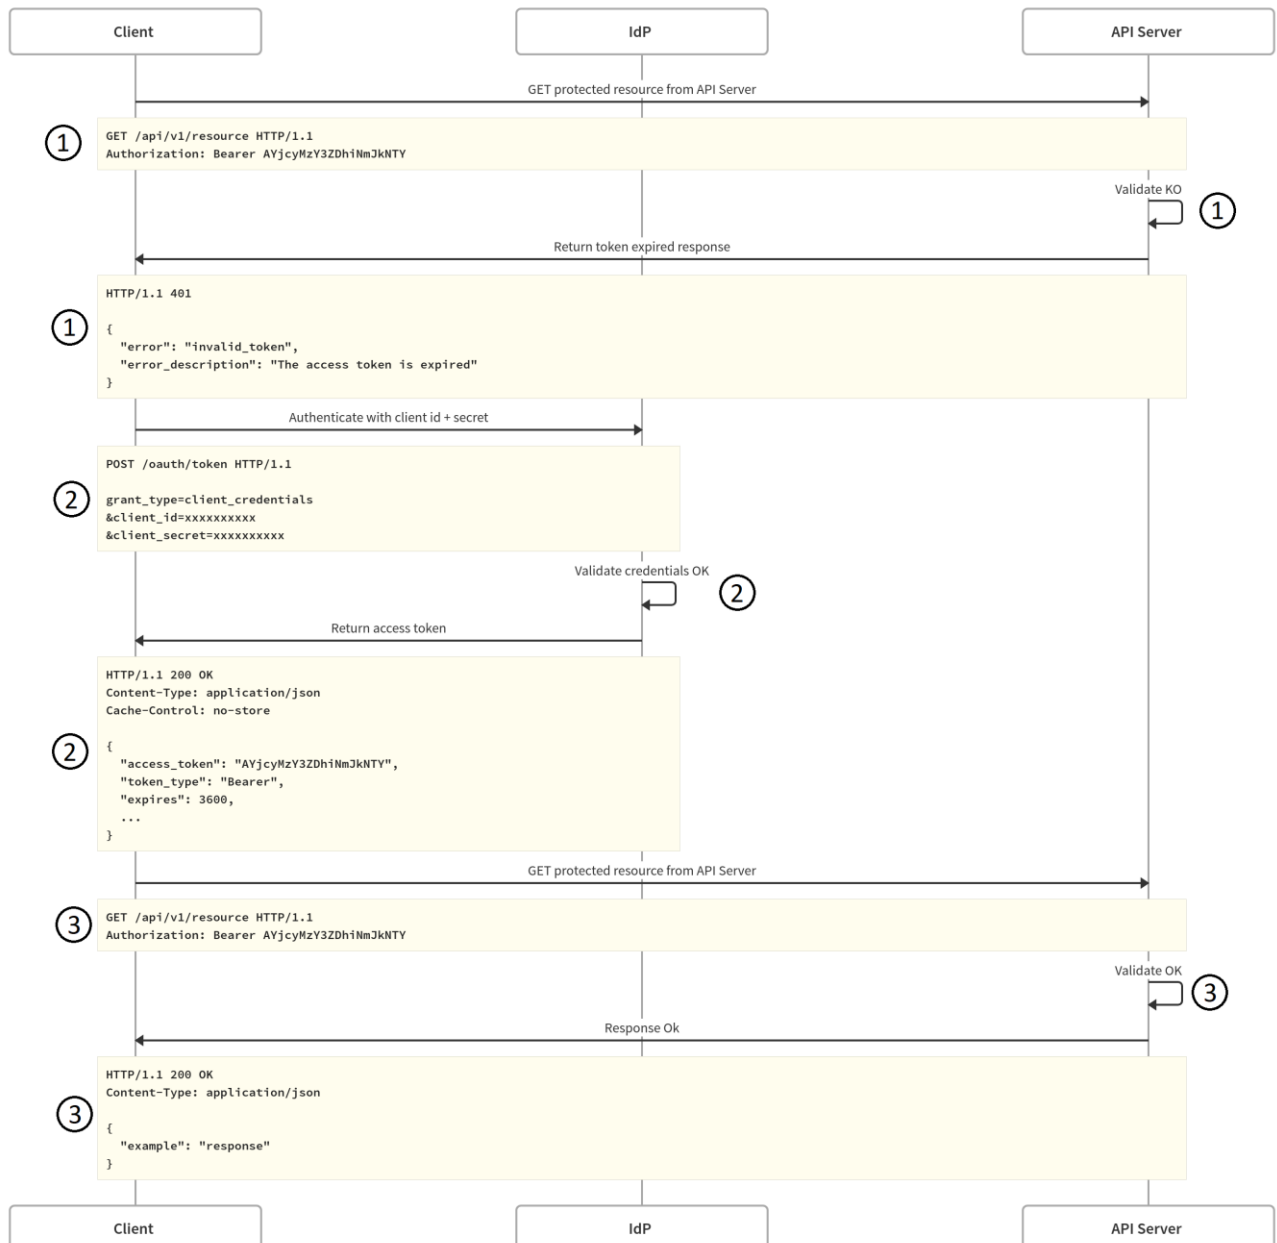 Client IdP API Server
GET protected resource from API Server
1
GET /api/v1/resource HTTP/1.1
Authorization: Bearer AYjcyMzY3ZDhiNmJkNTY
Validate KO
1
Return token expired response
1
HTTP/1.1 401
{
"error": "invalid_token",
"error_description": "The access token is expired"
}
Authenticate with client id + secret
2
POST /oauth/token HTTP/1.1
grant_type=client_credentials
&client_id=xxxxxxxxxx
&client_secret=xxxxxxxxxx
Validate credentials OK
2
Return access token
2
HTTP/1.1 200 OK
Content-Type: application/json
Cache-Control: no-store
{
"access_token": "AYjcyMzY3ZDhiNmJkNTY",
"token_type": "Bearer",
"expires": 3600,
...
}
GET protected resource from API Server
3
GET /api/v1/resource HTTP/1.1
Authorization: Bearer AYjcyMzY3ZDhiNmJkNTY
Validate OK
3
Response Ok
3
HTTP/1.1 200 OK
Content-Type: application/json
{
"example": "response"
}
Client IdP API Server